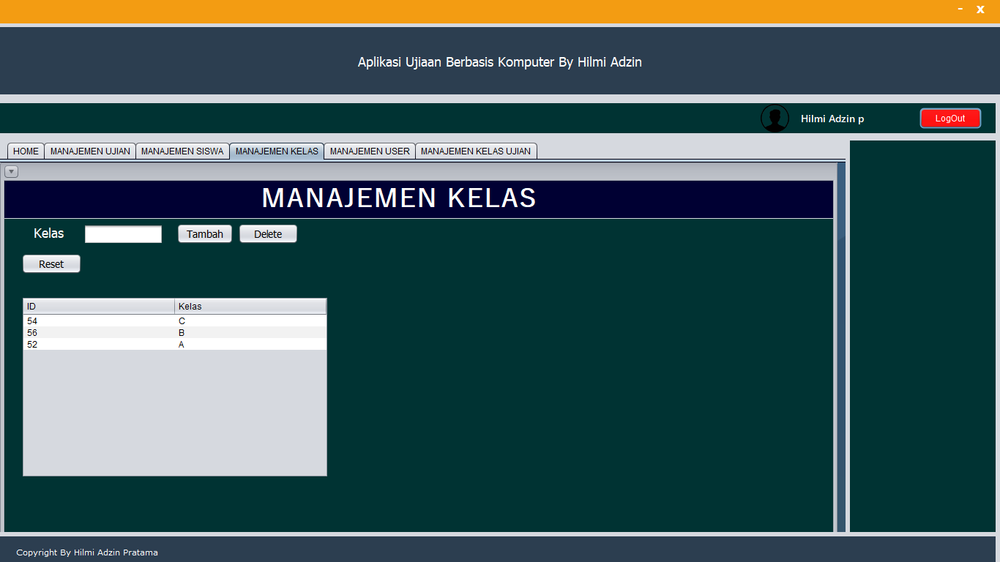 - x
Aplikasi Ujiaan Berbasis Komputer By Hilmi Adzin
Hilmi Adzin p LogOut
HOME MANAJEMEN UJIAN MANAJEMEN SISWA MANAJEMEN KELAS MANAJEMEN USER MANAJEMEN KELAS UJIAN
MANAJEMEN KELAS
Kelas Tambah Delete
Reset
ID Kelas
54 C
56 B
52 A
Copyright By Hilmi Adzin Pratama